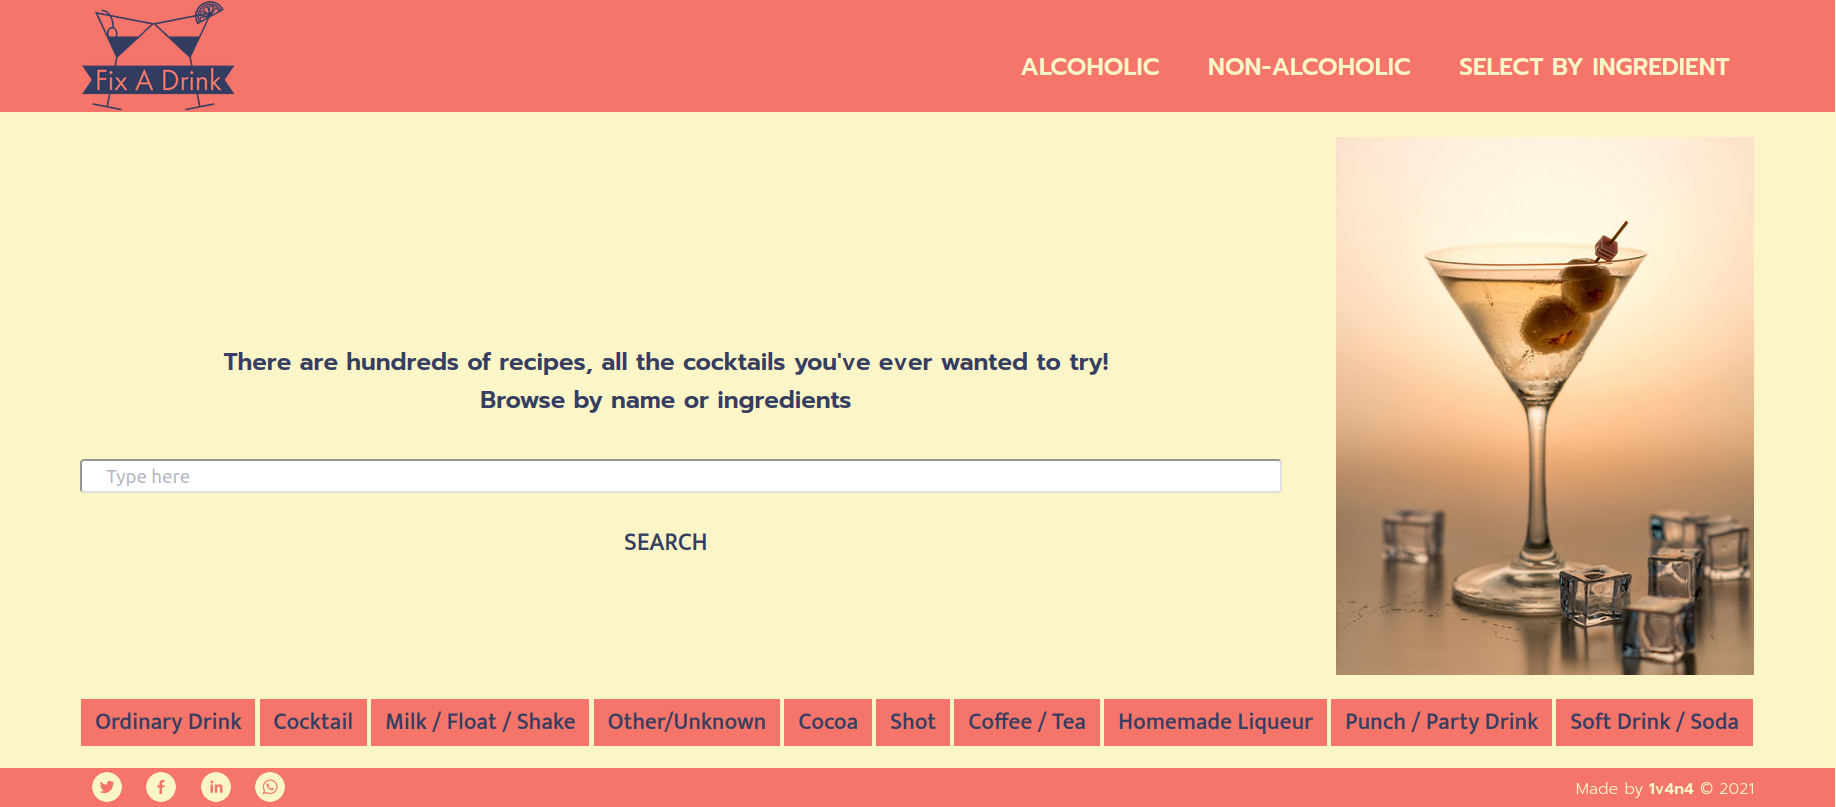 Fix A Drink
ALCOHOLIC
NON-ALCOHOLIC
SELECT BY INGREDIENT
There are hundreds of recipes, all the cocktails you've ever wanted to try!
Browse by name or ingredients
Type here
SEARCH
Ordinary Drink
Cocktail
Milk / Float / Shake
Other/Unknown
Cocoa
Shot
Coffee / Tea
Homemade Liqueur
Punch / Party Drink
Soft Drink / Soda
Made by 1v4n4 © 2021